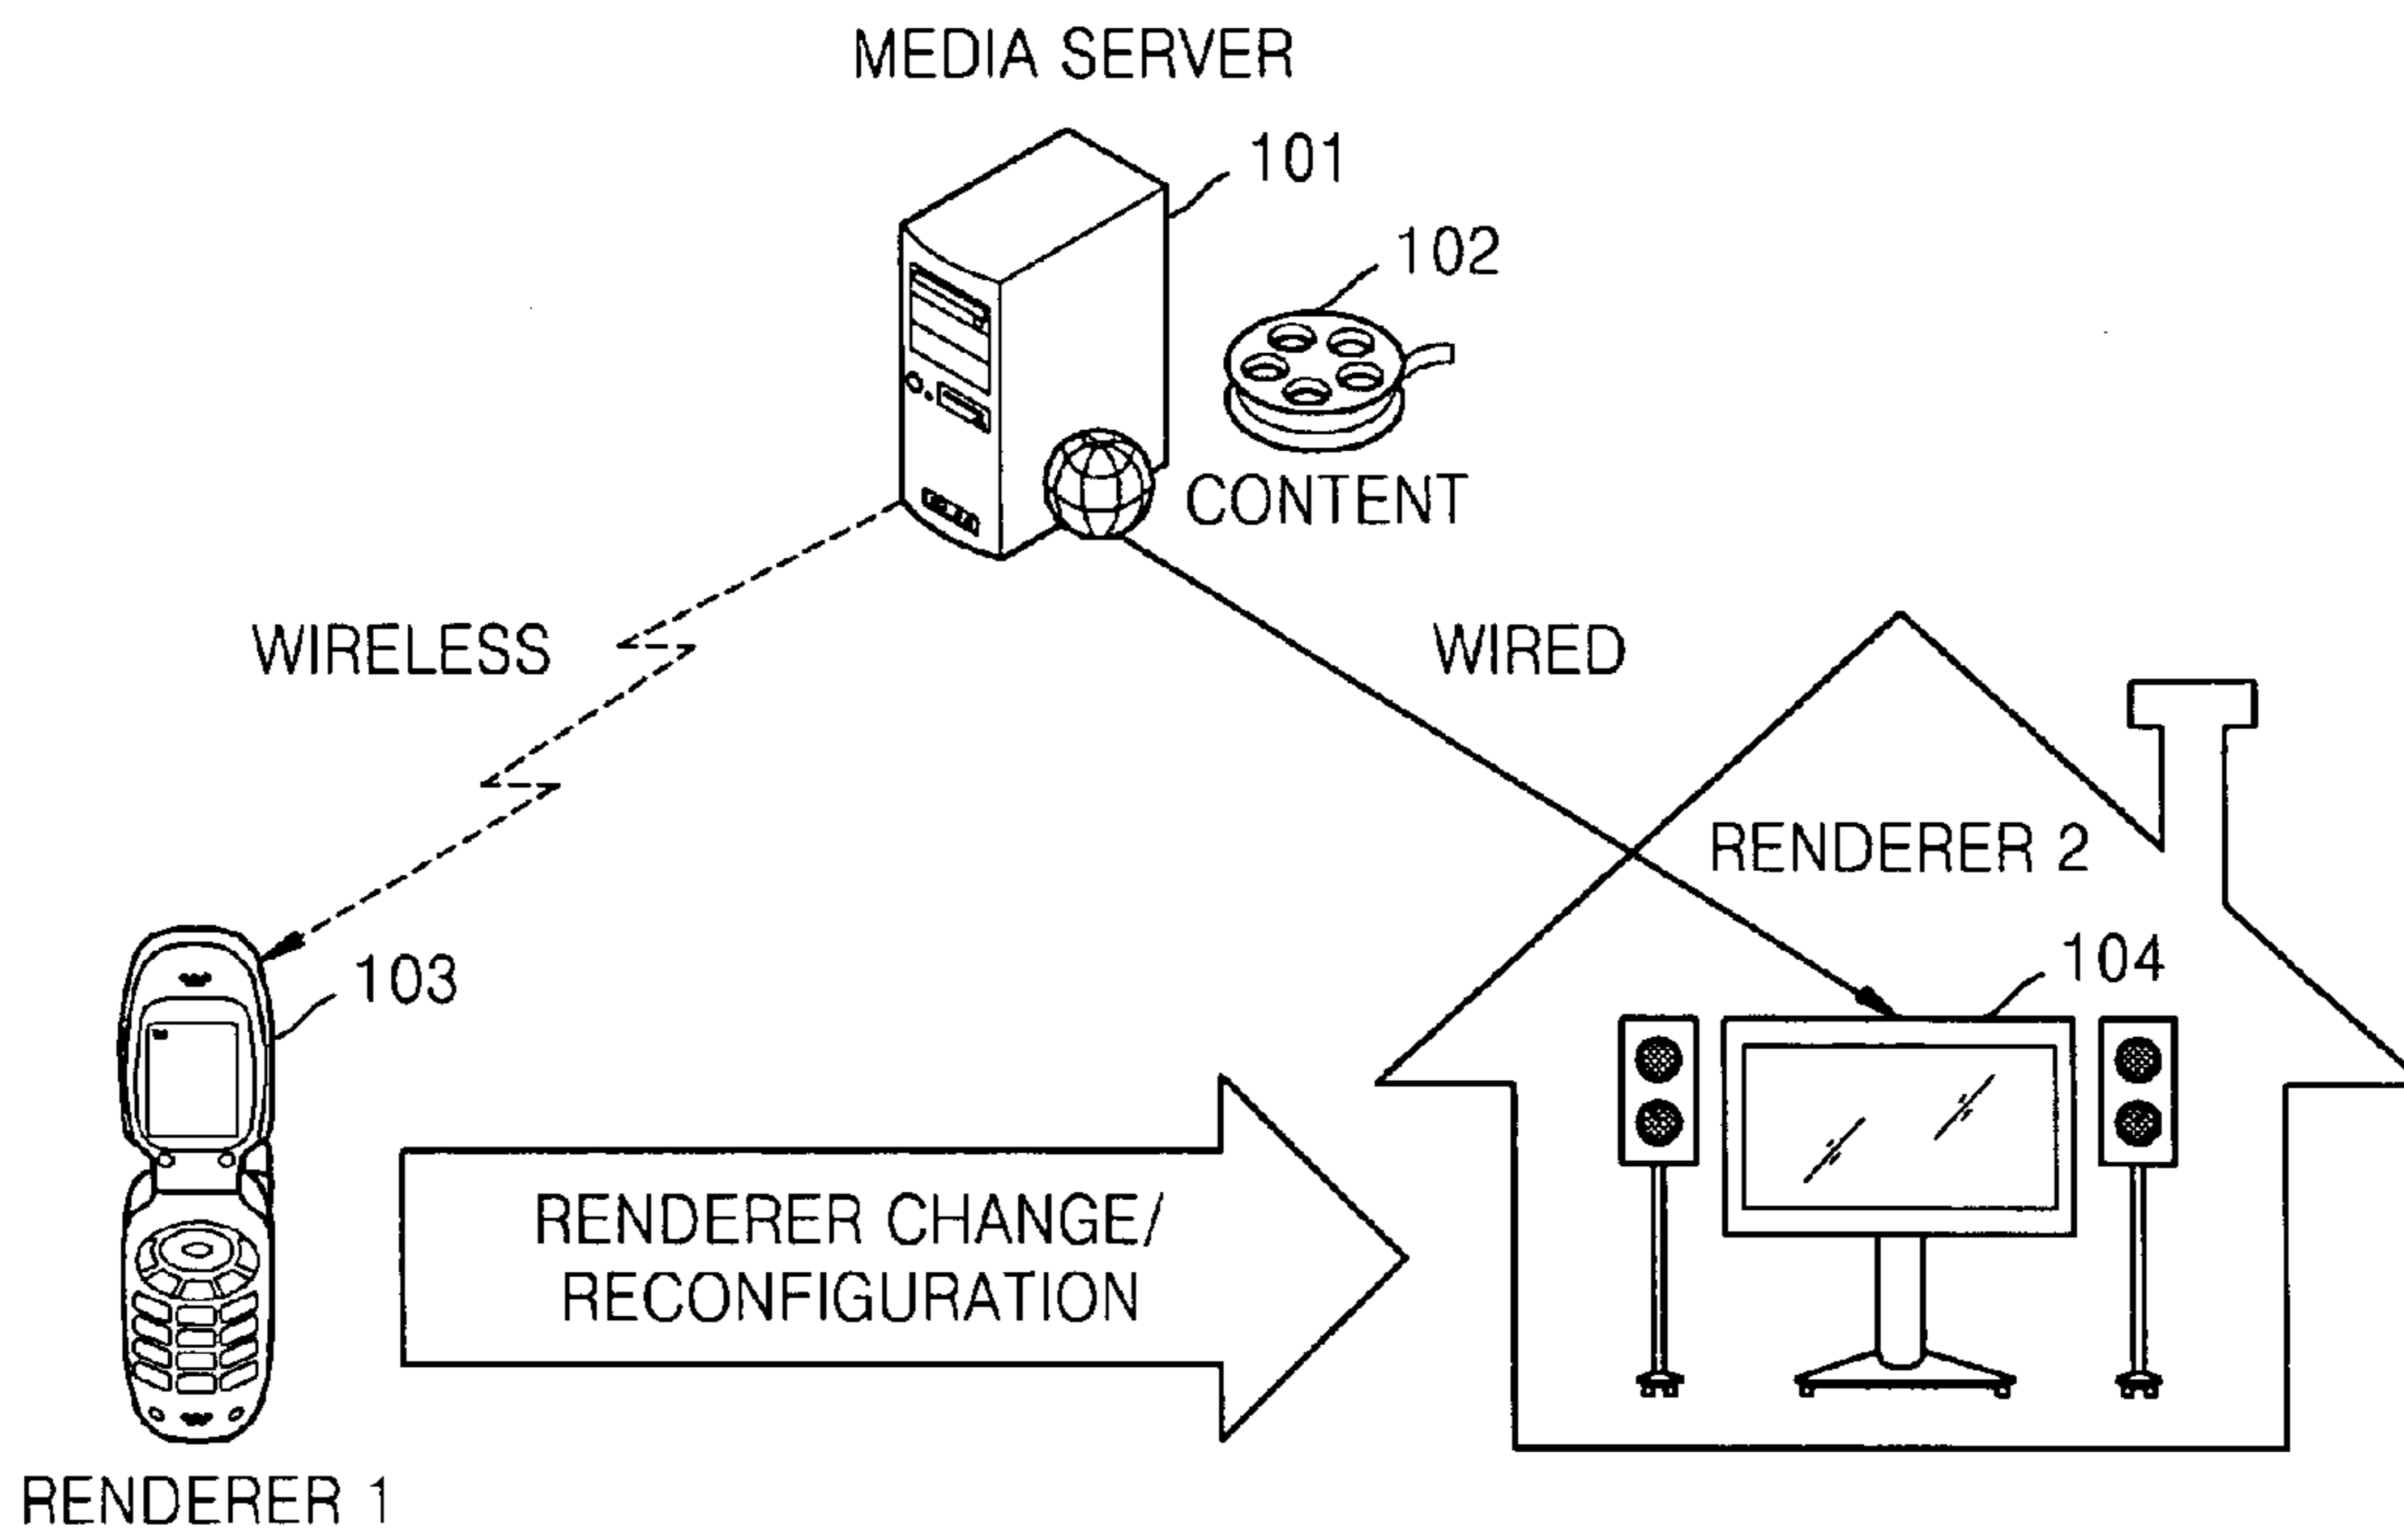 MEDIA SERVER
101
102
CONTENT
WIRELESS
WIRED
RENDERER 2
103
104
RENDERER CHANGE/
RECONFIGURATION
RENDERER 1